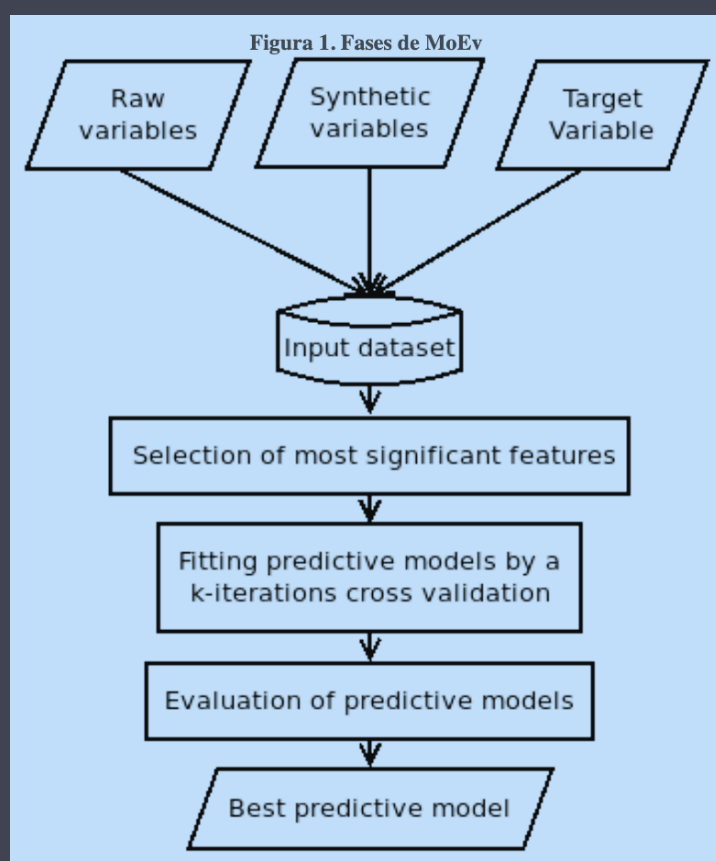 Figura 1. Fases de MoEv
Raw
variables
Synthetic
variables
Target
Variable
Input dataset
Selection of most significant features
Fitting predictive models by a
k-iterations cross validation
Evaluation of predictive models
Best predictive model